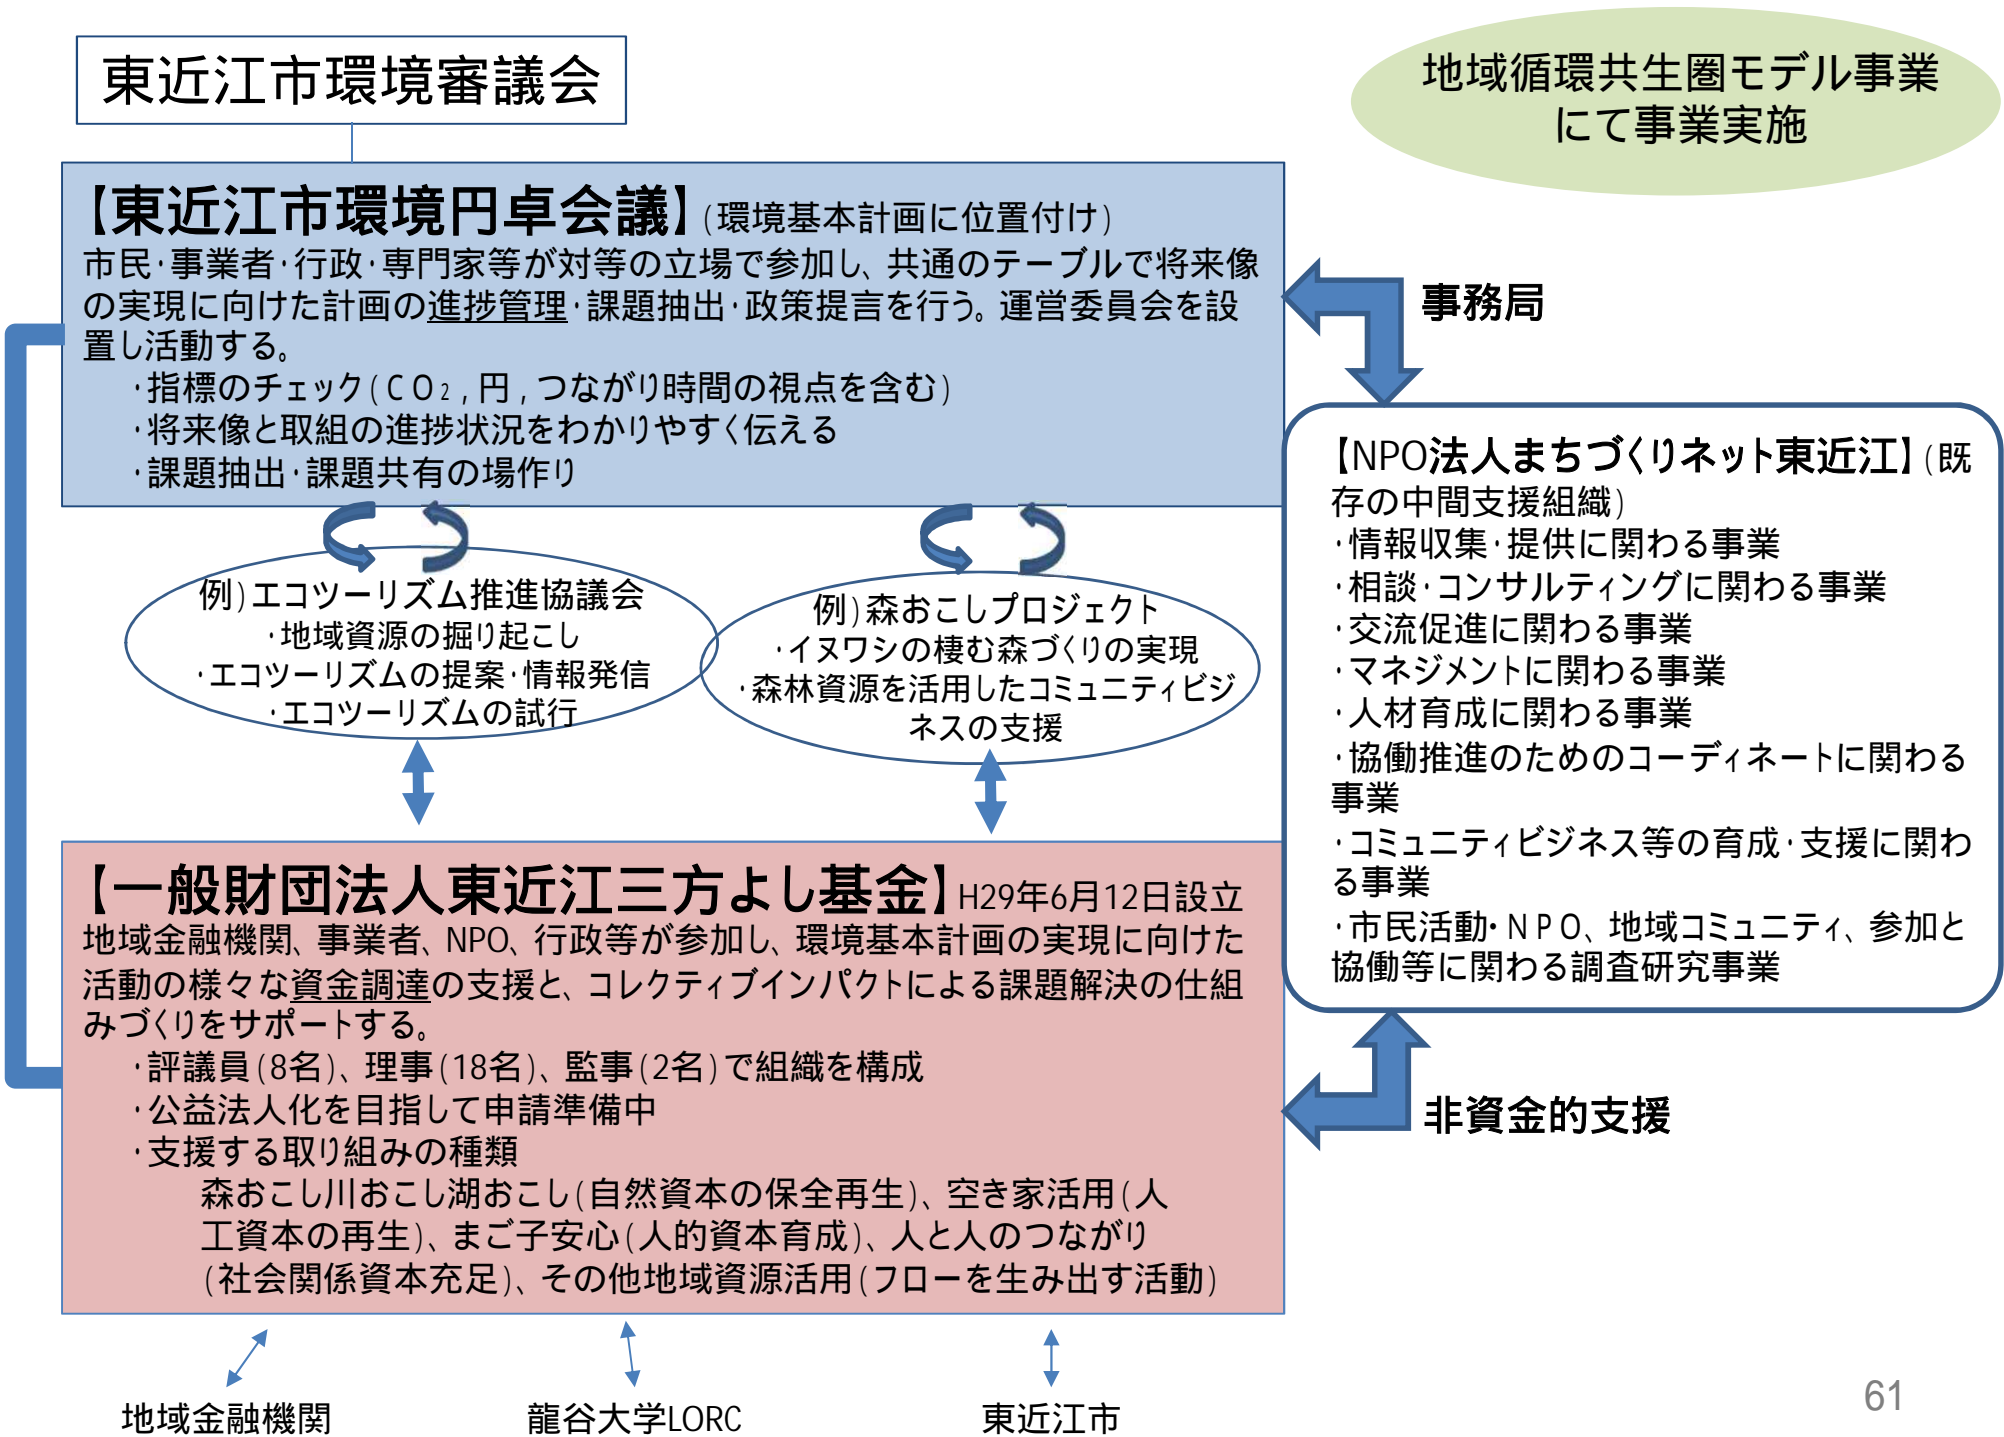 東近江市環境審議会
地域循環共生圏モデル事業
にて事業実施
【東近江市環境円卓会議】(環境基本計画に位置付け)
市民・事業者・行政・専門家等が対等の立場で参加し、共通のテーブルで将来像
の実現に向けた計画の進捗管理・課題抽出・政策提言を行う。運営委員会を設
置し活動する。
・指標のチェック(CO₂,円,つながり時間の視点を含む)
・将来像と取組の進捗状況をわかりやすく伝える
・課題抽出・課題共有の場作り
事務局
例)エコツーリズム推進協議会
・地域資源の掘り起こし
・エコツーリズムの提案・情報発信
・エコツーリズムの試行
例)森おこしプロジェクト
・イヌワシの棲む森づくりの実現
・森林資源を活用したコミュニティビジ
ネスの支援
【NPO法人まちづくりネット東近江】(既
存の中間支援組織)
・情報収集・提供に関わる事業
・相談・コンサルティングに関わる事業
・交流促進に関わる事業
・マネジメントに関わる事業
・人材育成に関わる事業
・協働推進のためのコーディネートに関わる
事業
・コミュニティビジネス等の育成・支援に関わ
る事業
・市民活動・NPO、地域コミュニティ、参加と
協働等に関わる調査研究事業
【一般財団法人東近江三方よし基金】H29年6月12日設立
地域金融機関、事業者、NPO、行政等が参加し、環境基本計画の実現に向けた
活動の様々な資金調達の支援と、コレクティブインパクトによる課題解決の仕組
みづくりをサポートする。
・評議員(8名)、理事(18名)、監事(2名)で組織を構成
・公益法人化を目指して申請準備中
・支援する取り組みの種類
森おこし川おこし湖おこし(自然資本の保全再生)、空き家活用(人
工資本の再生)、まご子安心(人的資本育成)、人と人のつながり
(社会関係資本充足)、その他地域資源活用(フローを生み出す活動)
非資金的支援
地域金融機関
龍谷大学LORC
東近江市
61